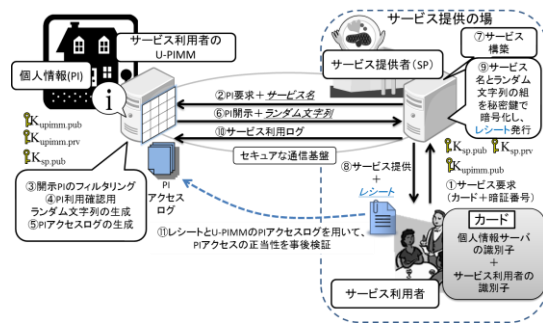 サービス提供の場
サービス利用者の
U-PIMM
個人情報(PI)
i
サービス提供者(SP)
⑦サービス
構築
⑨サービス
名とランダム
文字列の組
を秘密鍵で
暗号化し、
レシート発行
②PI要求＋サービス名
⑥PI開示＋ランダム文字列
⑩サービス利用ログ
セキュアな通信基盤
Kupimm.pub
Kupimm.prv
Ksp.pub
Ksp.pub
Ksp.prv
Kupimm.pub
③開示PIのフィルタリング
④PI利用確認用
ランダム文字列の生成
⑤PIアクセスログの生成
PI
アクセス
ログ
⑧サービス提供
＋
レシート
①サービス要求
(カード＋暗証番号)
⑪レシートとU-PIMMのPIアクセスログを用いて、
PIアクセスの正当性を事後検証
カード
個人情報サーバ
の識別子
＋
サービス利用者の
識別子
サービス利用者